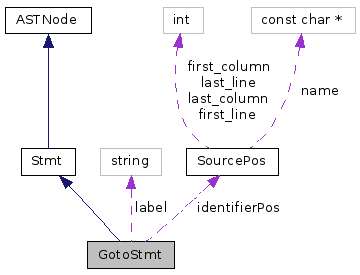 ASTNode
int
const char *
first_column
last_line
last_column
first_line
name
Stmt
string
SourcePos
label
identifierPos
GotoStmt